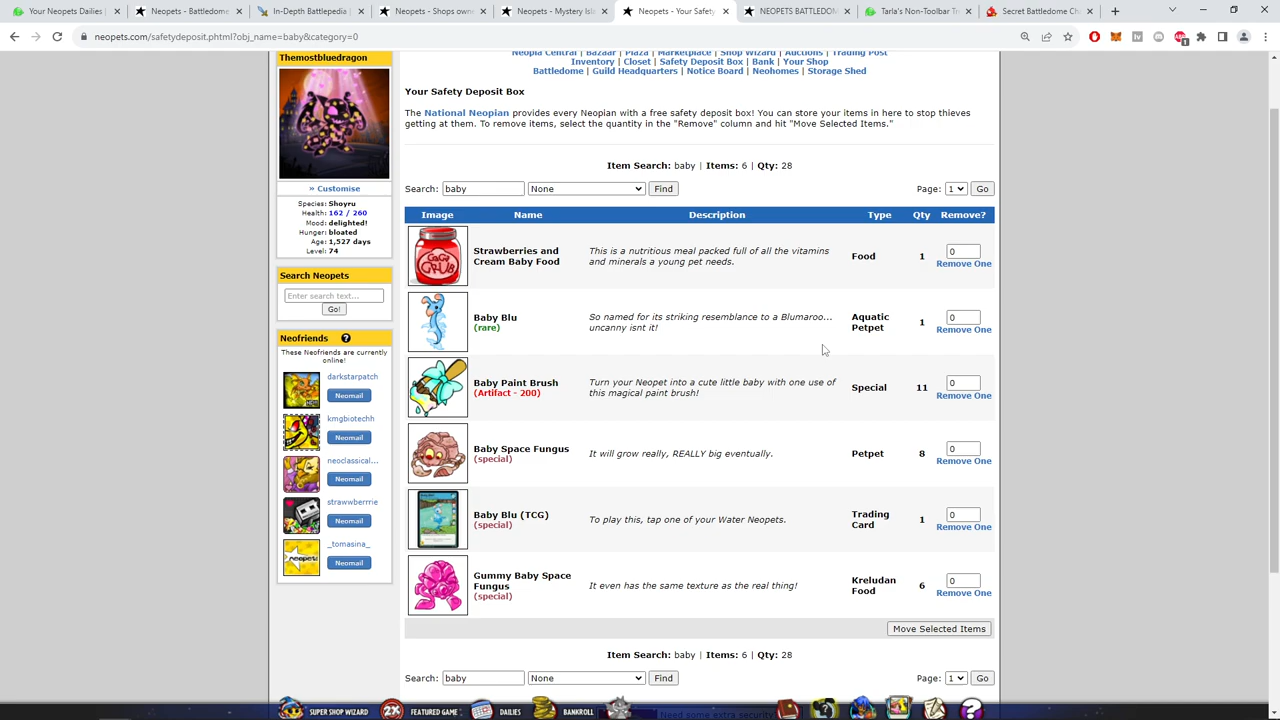 Your Neopets Dailies
Neopets - Battledome
In-Depth Battlepedia
Neopets - Shops owne
Neopets - Mystery Isl
Neopets - Your Safety
NEOPETS BATTLEDOM
Tarla's Non-Toolbar Tr
Secret Battledome Ch
neopets.com/safetydeposit.phtml?obj_name=baby&category=0
Neopia Central | Bazaar | Plaza | Marketplace | Shop Wizard | Auctions | Trading Post
Inventory | Closet | Safety Deposit Box | Bank | Your Shop
Battledome | Guild Headquarters | Notice Board | Neohomes | Storage Shed
Themostbluedragon
» Customise
Species: Shoyru
Health: 162 / 260
Mood: delighted!
Hunger: bloated
Age: 1,527 days
Level: 74
Search Neopets
Enter search text...
Go!
Neofriends ?
These Neofriends are currently
online!
darkstarpatch
Neomail
kmgbiotechh
Neomail
neoclassical...
Neomail
strawwberrrie
Neomail
_tomasina_
Neomail
Your Safety Deposit Box
The National Neopian provides every Neopian with a free safety deposit box! You can store your items in here to stop thieves
getting at them. To remove items, select the quantity in the "Remove" column and hit "Move Selected Items."
Item Search: baby | Items: 6 | Qty: 28
Search: baby None Find Page: 1 Go
Image Name Description Type Qty Remove?
Strawberries and
Cream Baby Food
This is a nutritious meal packed full of all the vitamins
and minerals a young pet needs.
Food 1 0
Remove One
Baby Blu
(rare)
So named for its striking resemblance to a Blumaroo...
uncanny isnt it!
Aquatic
Petpet
1 0
Remove One
Baby Paint Brush
(Artifact - 200)
Turn your Neopet into a cute little baby with one use of
this magical paint brush!
Special 11 0
Remove One
Baby Space Fungus
(special)
It will grow really, REALLY big eventually.
Petpet 8 0
Remove One
Baby Blu (TCG)
(special)
To play this, tap one of your Water Neopets.
Trading
Card
1 0
Remove One
Gummy Baby Space
Fungus
(special)
It even has the same texture as the real thing!
Kreludan
Food
6 0
Remove One
Move Selected Items
Item Search: baby | Items: 6 | Qty: 28
Search: baby None Find Page: 1 Go
Need some extra security
SUPER SHOP WIZARD 2X FEATURED GAME DAILIES BANKROLL